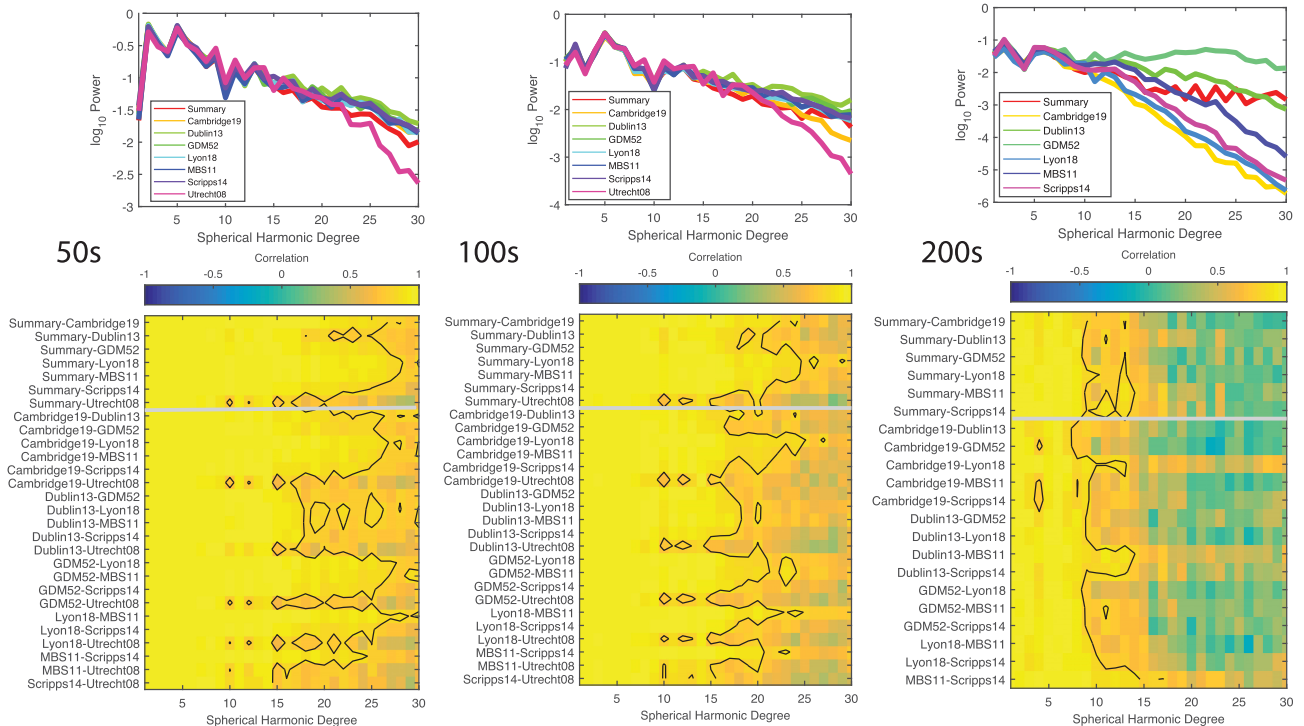 0
-0.5
-1.0
-1.5
-2.0
-2.5
-3
log10 Power
Summary
Cambridge19
Dublin13
GDM52
Lyon18
MBS11
Scripps14
Utrecht08
5 10 15 20 25 30
Spherical Harmonic Degree
0
-1
-2
-3
-4
log10 Power
Summary
Cambridge19
Dublin13
GDM52
Lyon18
MBS11
Scripps14
Utrecht08
5 10 15 20 25 30
Spherical Harmonic Degree
0
-1
-2
-3
-4
-5
-6
log10 Power
Summary
Cambridge19
Dublin13
GDM52
Lyon18
MBS11
Scripps14
5 10 15 20 25 30
Spherical Harmonic Degree
50s
Correlation
-1 -0.5 0 0.5 1
Summary-Cambridge19
Summary-Dublin13
Summary-GDM52
Summary-Lyon18
Summary-MBS11
Summary-Scripps14
Summary-Utrecht08
Cambridge19-Dublin13
Cambridge19-GDM52
Cambridge19-Lyon18
Cambridge19-MBS11
Cambridge19-Scripps14
Cambridge19-Utrecht08
Dublin13-GDM52
Dublin13-Lyon18
Dublin13-MBS11
Dublin13-Scripps14
Dublin13-Utrecht08
GDM52-Lyon18
GDM52-MBS11
GDM52-Scripps14
GDM52-Utrecht08
Lyon18-MBS11
Lyon18-Scripps14
Lyon18-Utrecht08
MBS11-Scripps14
MBS11-Utrecht08
Scripps14-Utrecht08
5 10 15 20 25 30
Spherical Harmonic Degree
100s
Correlation
-1 -0.5 0 0.5 1
Summary-Cambridge19
Summary-Dublin13
Summary-GDM52
Summary-Lyon18
Summary-MBS11
Summary-Scripps14
Summary-Utrecht08
Cambridge19-Dublin13
Cambridge19-GDM52
Cambridge19-Lyon18
Cambridge19-MBS11
Cambridge19-Scripps14
Cambridge19-Utrecht08
Dublin13-GDM52
Dublin13-Lyon18
Dublin13-MBS11
Dublin13-Scripps14
Dublin13-Utrecht08
GDM52-Lyon18
GDM52-MBS11
GDM52-Scripps14
GDM52-Utrecht08
Lyon18-MBS11
Lyon18-Scripps14
Lyon18-Utrecht08
MBS11-Scripps14
MBS11-Utrecht08
Scripps14-Utrecht08
5 10 15 20 25 30
Spherical Harmonic Degree
200s
Correlation
-1 -0.5 0 0.5 1
Summary-Cambridge19
Summary-Dublin13
Summary-GDM52
Summary-Lyon18
Summary-MBS11
Summary-Scripps14
Cambridge19-Dublin13
Cambridge19-GDM52
Cambridge19-Lyon18
Cambridge19-MBS11
Cambridge19-Scripps14
Dublin13-GDM52
Dublin13-Lyon18
Dublin13-MBS11
Dublin13-Scripps14
GDM52-Lyon18
GDM52-MBS11
GDM52-Scripps14
Lyon18-MBS11
Lyon18-Scripps14
MBS11-Scripps14
5 10 15 20 25 30
Spherical Harmonic Degree